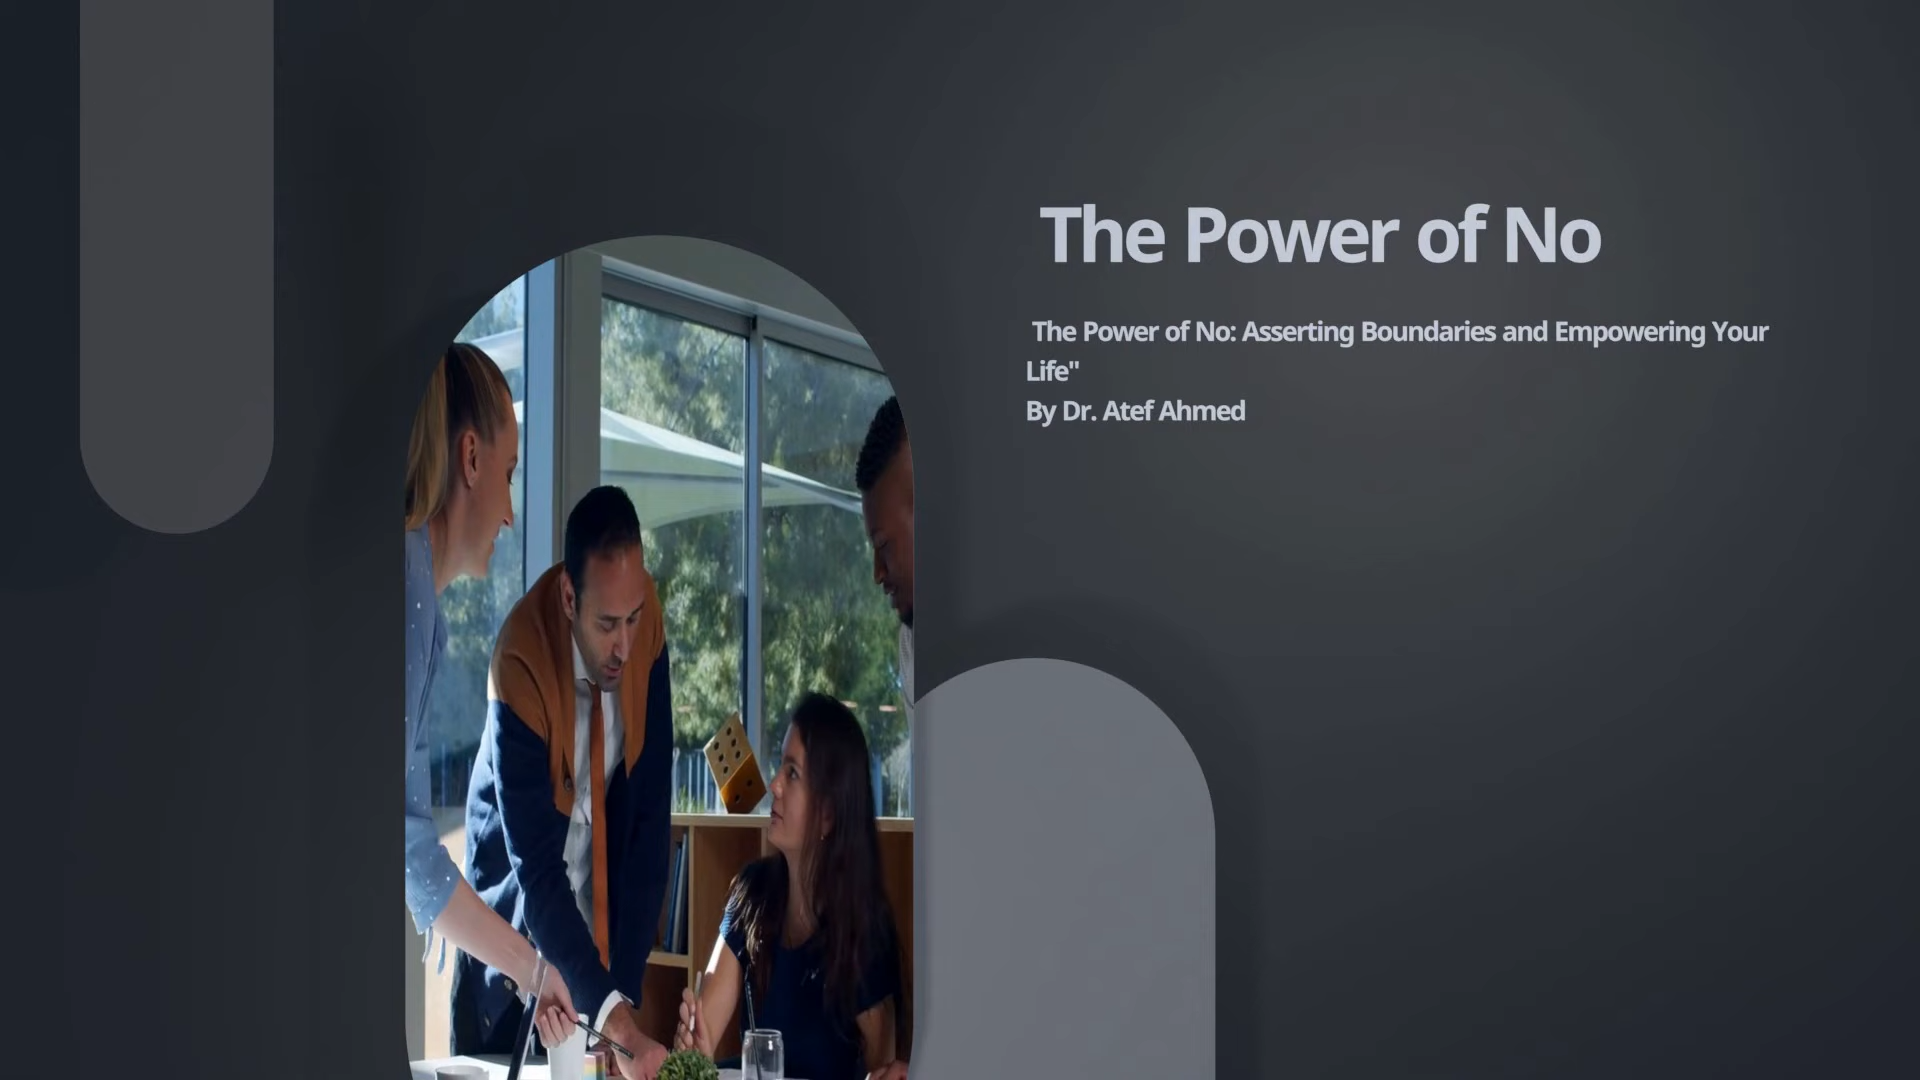 The Power of No
The Power of No: Asserting Boundaries and Empowering Your
Life"
By Dr. Atef Ahmed